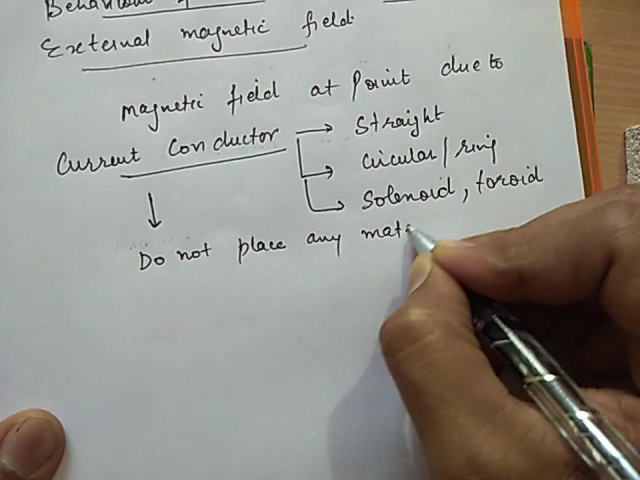 External magnetic field
magnetic field at Point due to
Current Conductor → Straight
→ Circular/ring
→ Solenoid, toroid
↓
Do not place any mat